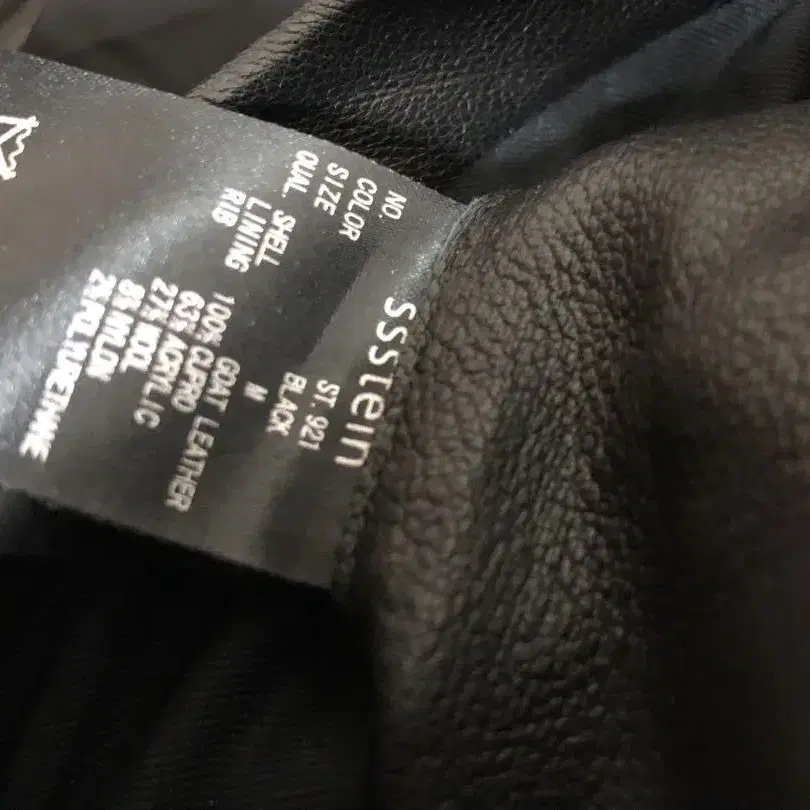 ssstein
NO. ST.921
COLOR BLACK
SIZE M
QUAL. SHELL GOAT LEATHER
LINING 100% CUPRO
RIB 63% ACRYLIC
27% WOOL
8% NYLON
2% POLYURETHANE